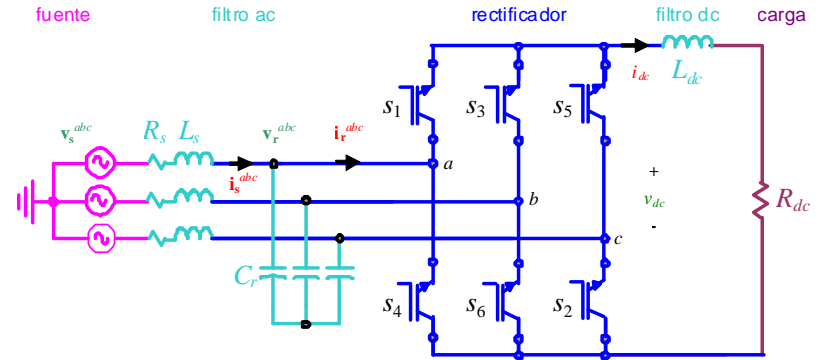 fuente filtro ac rectificador filtro dc carga
i_dc L_dc
s_1 s_3 s_5
v_s^abc R_s L_s v_r^abc i_r^abc
a
i_s^abc
+
b v_dc R_dc
-
c
C_r
s_4 s_6 s_2